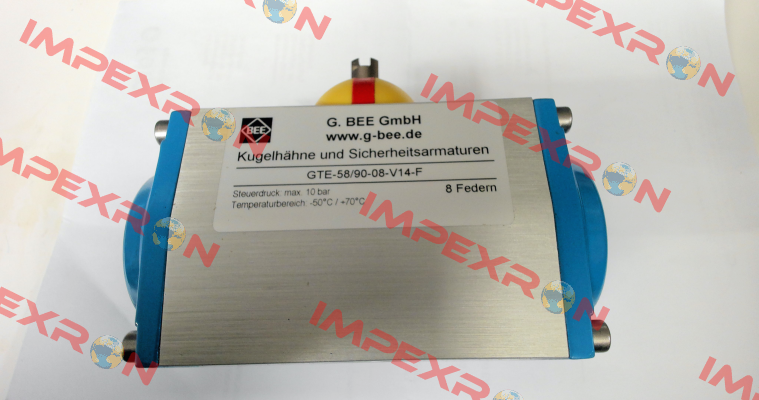 BEE
G. BEE GmbH
www.g-bee.de
Kugelhähne und Sicherheitsarmaturen
GTE-58/90-08-V14-F
Steuerdruck: max. 10 bar
8 Federn
Temperaturbereich -50°C / +70°C
IMPEXRON
IMPEXRON
IMPEXRON
IMPEXRON
IMPEXRON
IMPEXRON
IMPEXRON